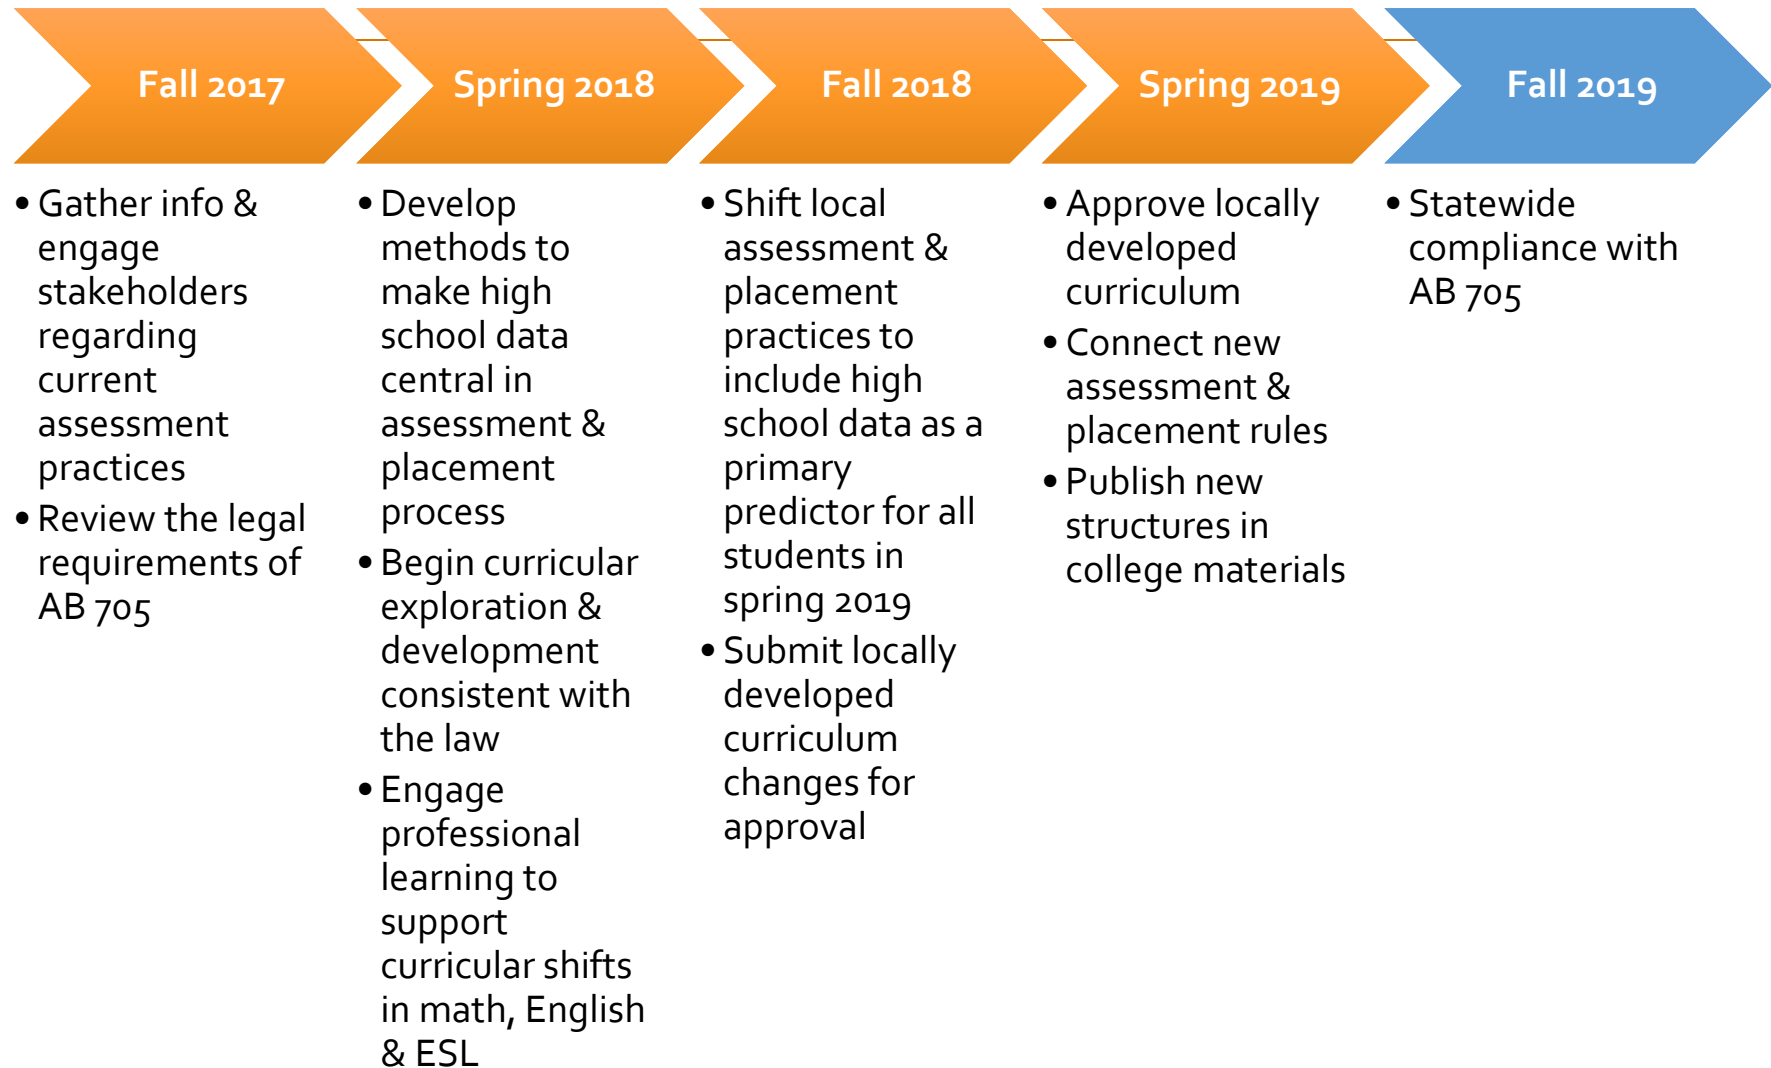 Fall 2017
• Gather info &
engage
stakeholders
regarding
current
assessment
practices
• Review the legal
requirements of
AB 705
Spring 2018
• Develop
methods to
make high
school data
central in
assessment &
placement
process
• Begin curricular
exploration &
development
consistent with
the law
• Engage
professional
learning to
support
curricular shifts
in math, English
& ESL
Fall 2018
• Shift local
assessment &
placement
practices to
include high
school data as a
primary
predictor for all
students in
spring 2019
• Submit locally
developed
curriculum
changes for
approval
Spring 2019
• Approve locally
developed
curriculum
• Connect new
assessment &
placement rules
• Publish new
structures in
college materials
Fall 2019
• Statewide
compliance with
AB 705